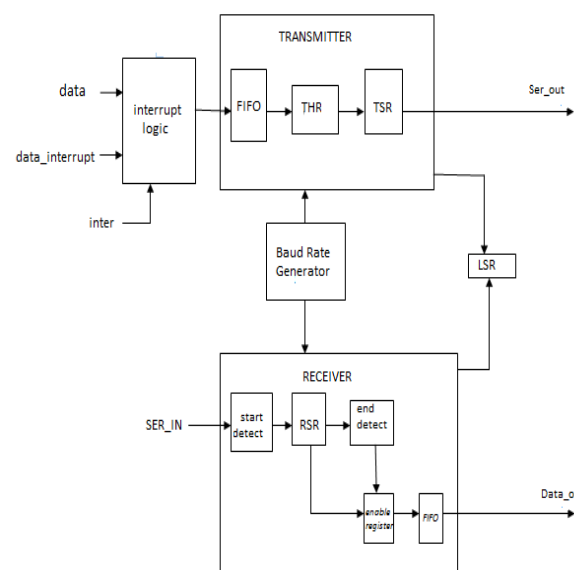 TRANSMITTER
data
interrupt
logic
FIFO
THR
TSR
Ser_out
data_interrupt
inter
Baud Rate
Generator
LSR
RECEIVER
SER_IN
start
detect
RSR
end
detect
enable
register
FIFO
Data_o